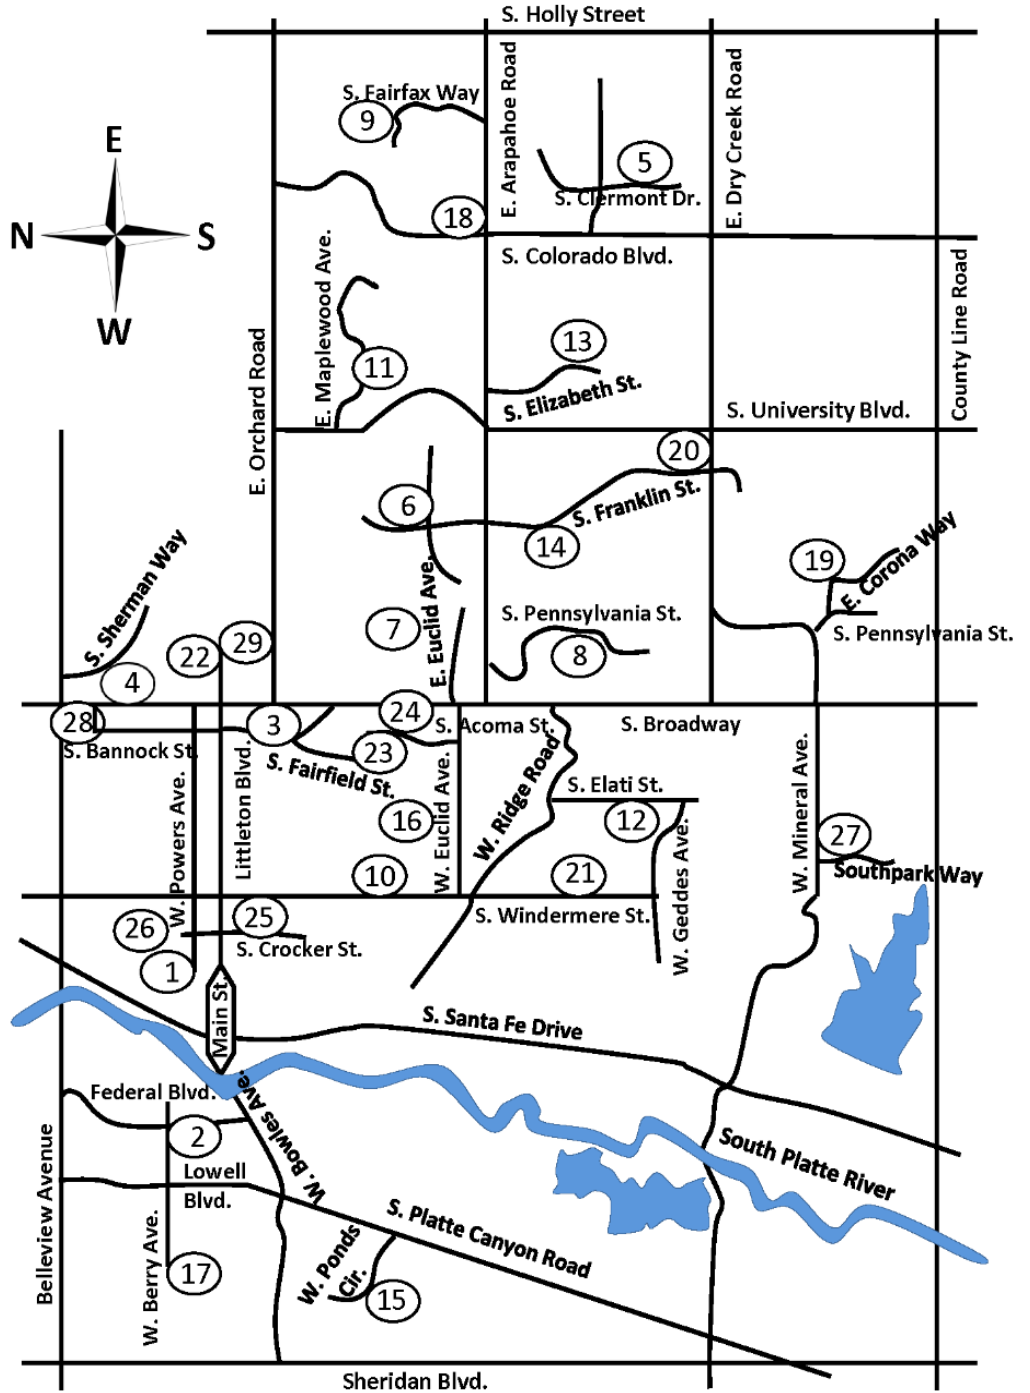 S. Holly Street
S. Fairfax Way
9
E. Arapahoe Road
5
S. Clermont Dr.
E. Dry Creek Road
E
N
S
W
18
S. Colorado Blvd.
E. Maplewood Ave.
11
13
S. Elizabeth St.
S. University Blvd.
County Line Road
E. Orchard Road
20
6
S. Franklin St.
14
19
E. Corona Way
S. Sherman Way
E. Euclid Ave.
7
S. Pennsylvania St.
8
S. Pennsylvania St.
22
29
4
28
S. Bannock St.
3
24
S. Acoma St.
S. Broadway
23
S. Fairfield St.
W. Powers Ave.
Littleton Blvd.
W. Euclid Ave.
W. Ridge Road
S. Elati St.
12
16
10
21
W. Geddes Ave.
W. Mineral Ave.
27
Southpark Way
S. Windermere St.
26
25
S. Crocker St.
1
Main St.
S. Santa Fe Drive
Federal Blvd.
2
W. Bowles Ave.
South Platte River
Belleview Avenue
Lowell
Blvd.
S. Platte Canyon Road
W. Berry Ave.
17
W. Ponds
Cir.
15
Sheridan Blvd.